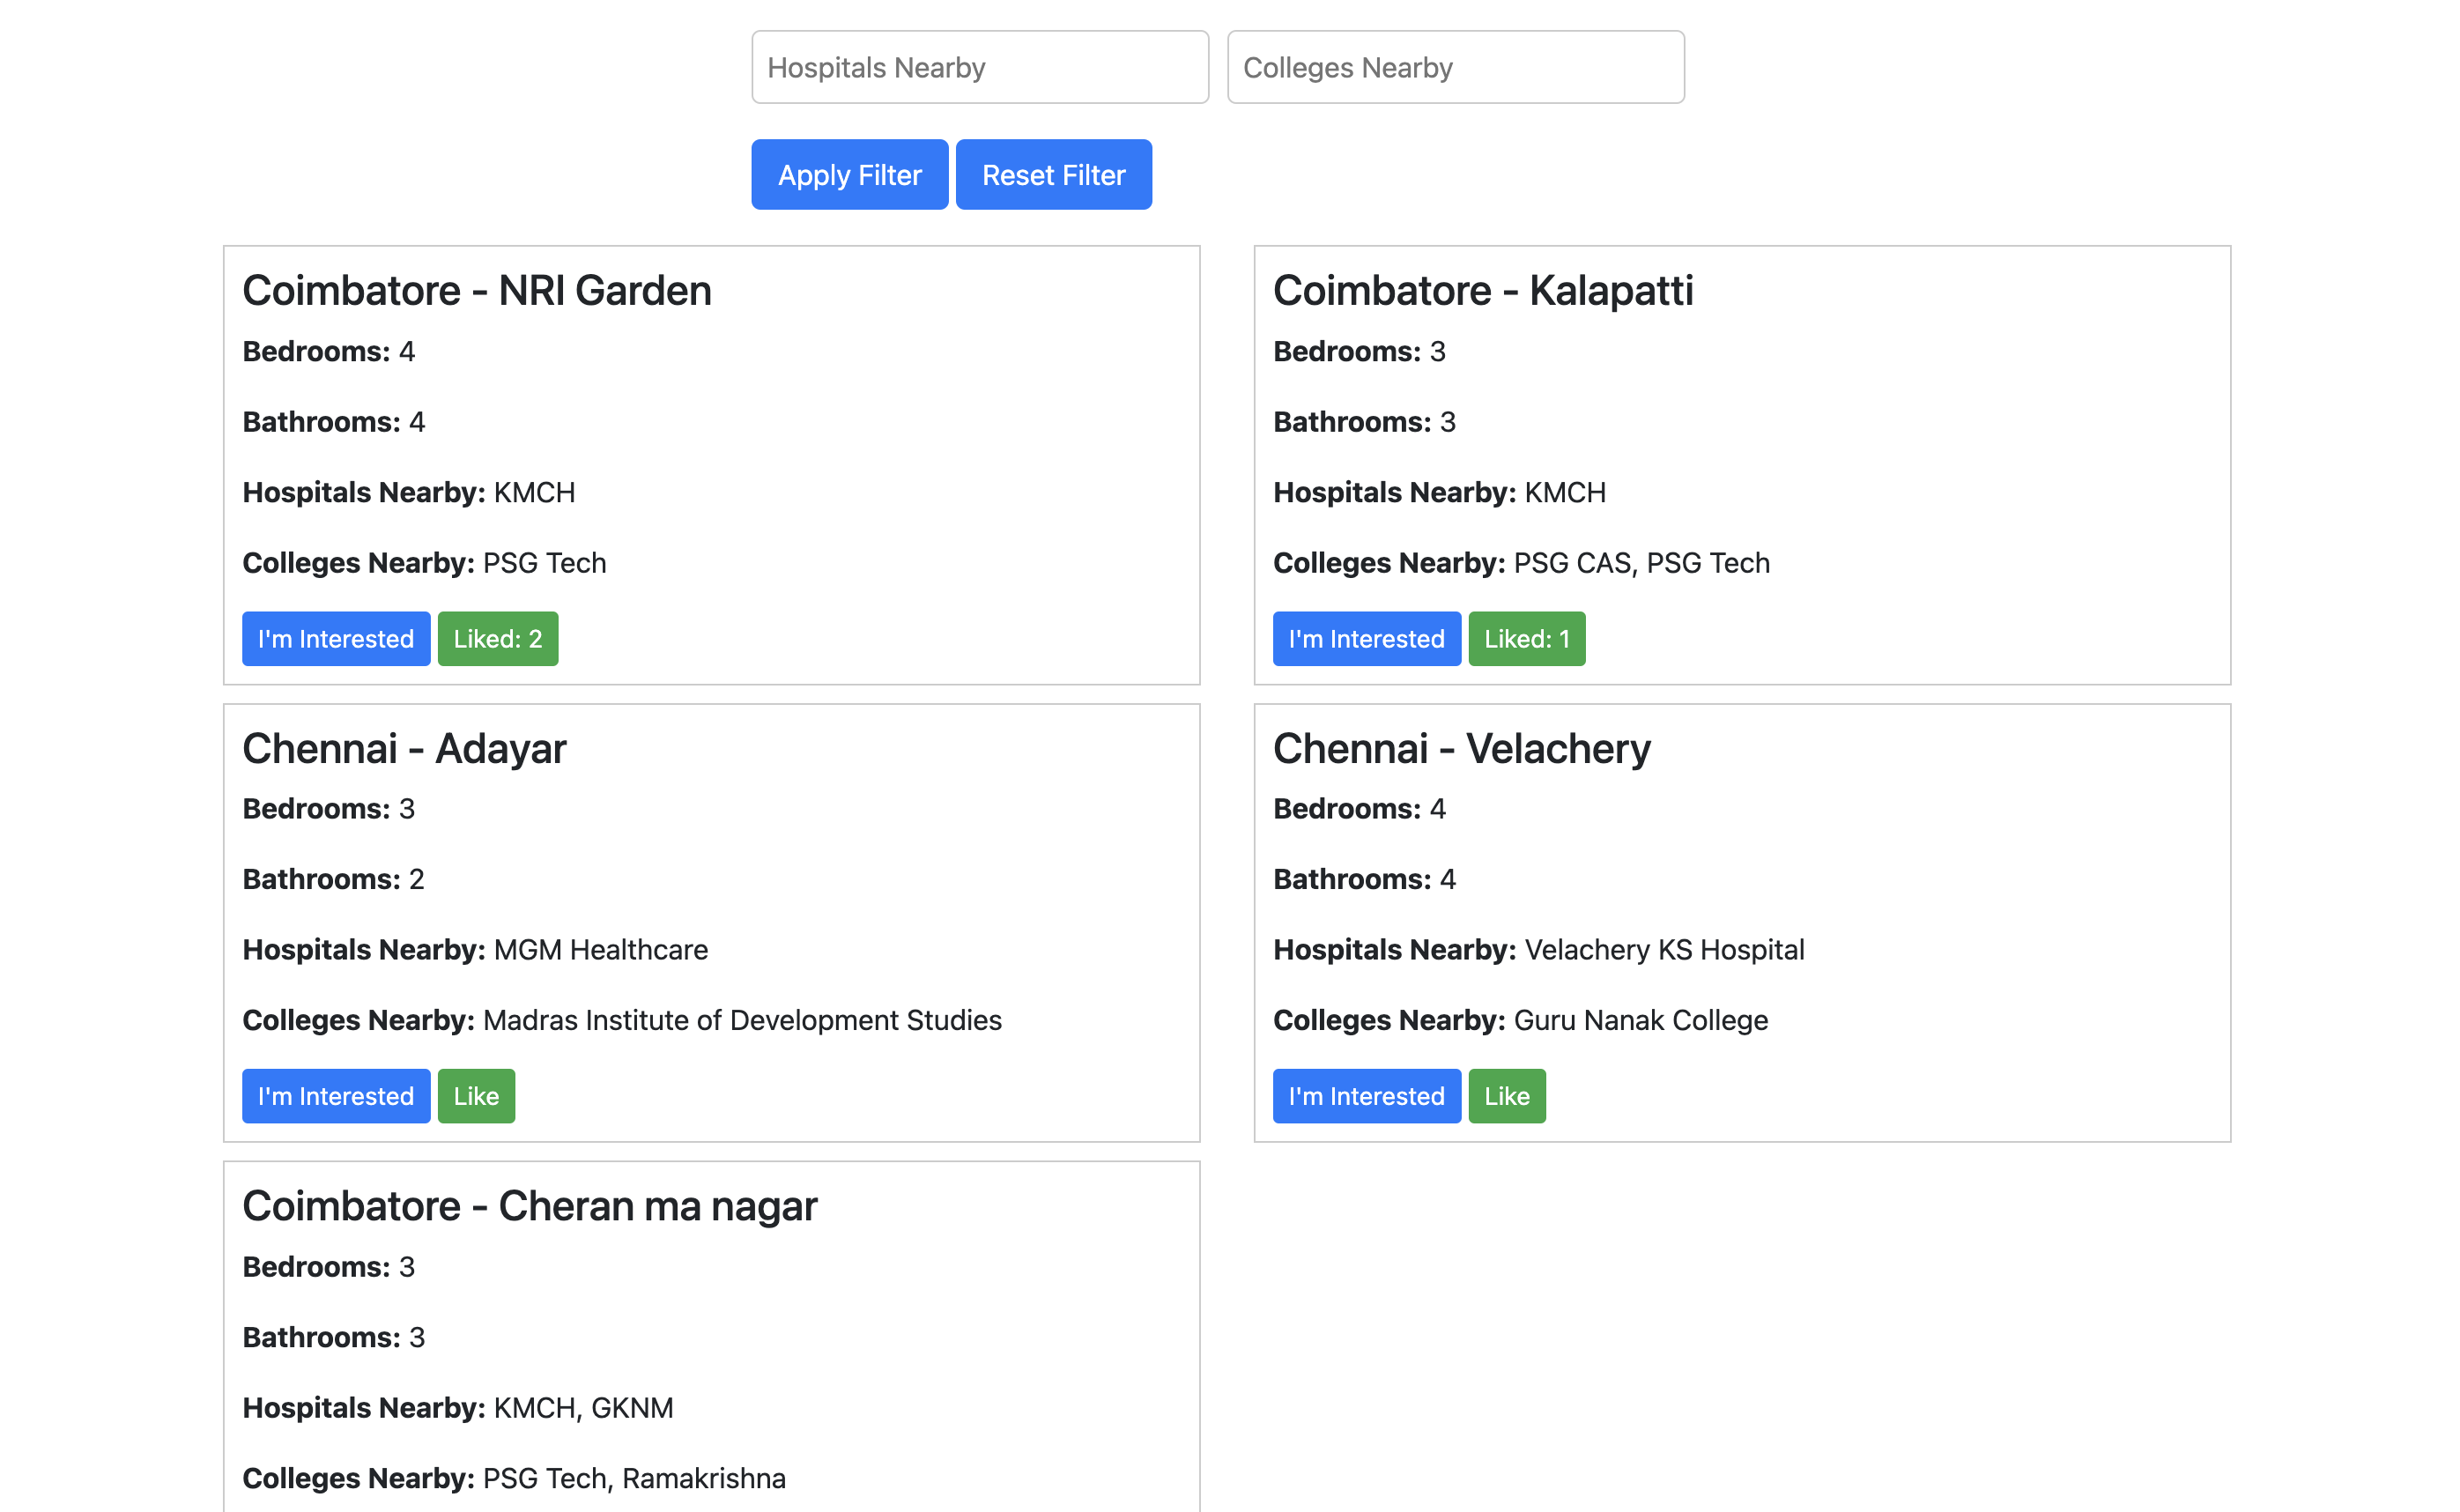 Hospitals Nearby
Colleges Nearby
Apply Filter
Reset Filter
Coimbatore - NRI Garden
Bedrooms: 4
Bathrooms: 4
Hospitals Nearby: KMCH
Colleges Nearby: PSG Tech
I'm Interested
Liked: 2
Coimbatore - Kalapatti
Bedrooms: 3
Bathrooms: 3
Hospitals Nearby: KMCH
Colleges Nearby: PSG CAS, PSG Tech
I'm Interested
Liked: 1
Chennai - Adayar
Bedrooms: 3
Bathrooms: 2
Hospitals Nearby: MGM Healthcare
Colleges Nearby: Madras Institute of Development Studies
I'm Interested
Like
Chennai - Velachery
Bedrooms: 4
Bathrooms: 4
Hospitals Nearby: Velachery KS Hospital
Colleges Nearby: Guru Nanak College
I'm Interested
Like
Coimbatore - Cheran ma nagar
Bedrooms: 3
Bathrooms: 3
Hospitals Nearby: KMCH, GKNM
Colleges Nearby: PSG Tech, Ramakrishna